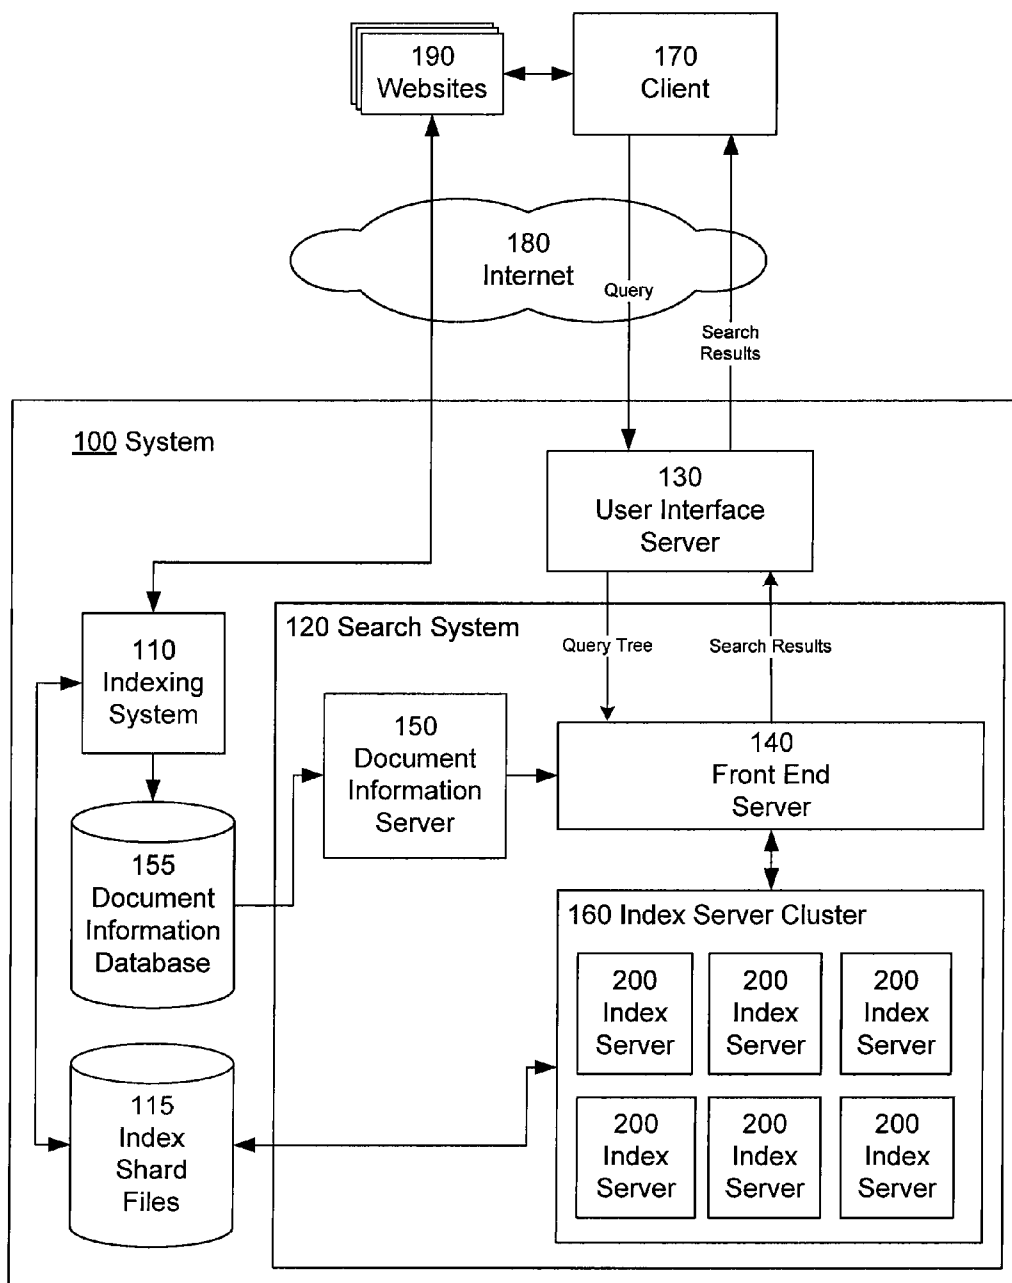 190
Websites
170
Client
180
Internet
Query
Search
Results
100 System
130
User Interface
Server
120 Search System
Query Tree
Search Results
110
Indexing
System
150
Document
Information
Server
140
Front End
Server
155
Document
Information
Database
160 Index Server Cluster
200
Index
Server
200
Index
Server
200
Index
Server
115
Index
Shard
Files
200
Index
Server
200
Index
Server
200
Index
Server